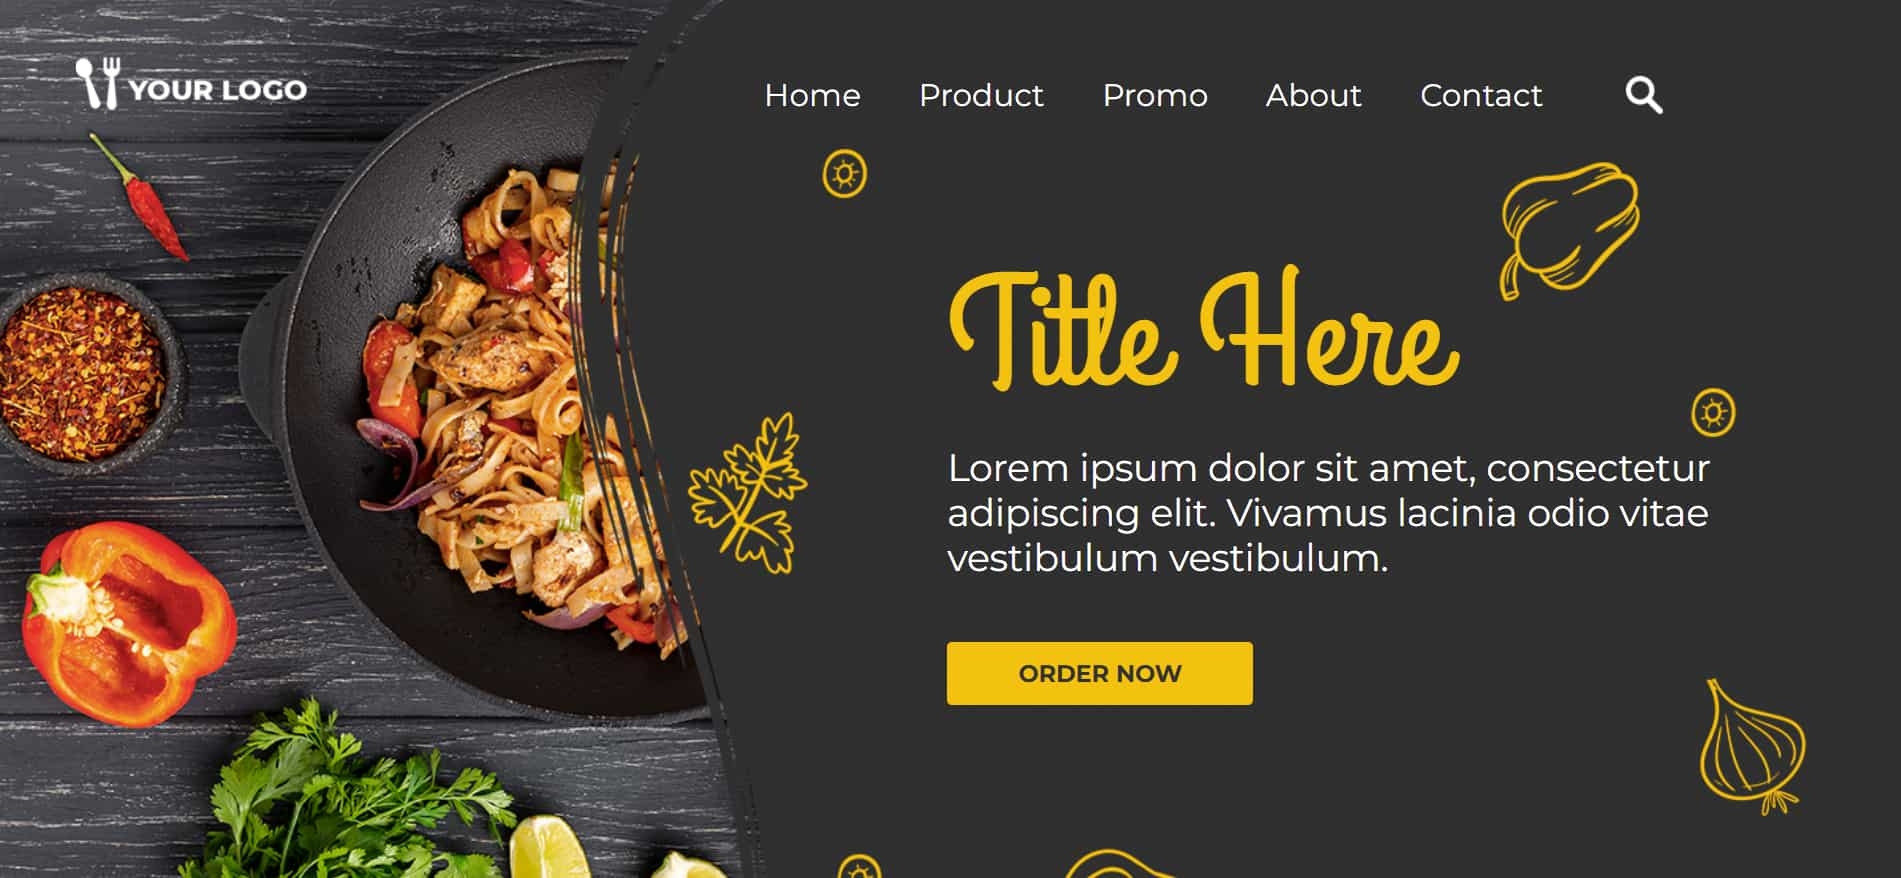 YOUR LOGO
Home Product Promo About Contact
Title Here
Lorem ipsum dolor sit amet, consectetur
adipiscing elit. Vivamus lacinia odio vitae
vestibulum vestibulum.
ORDER NOW